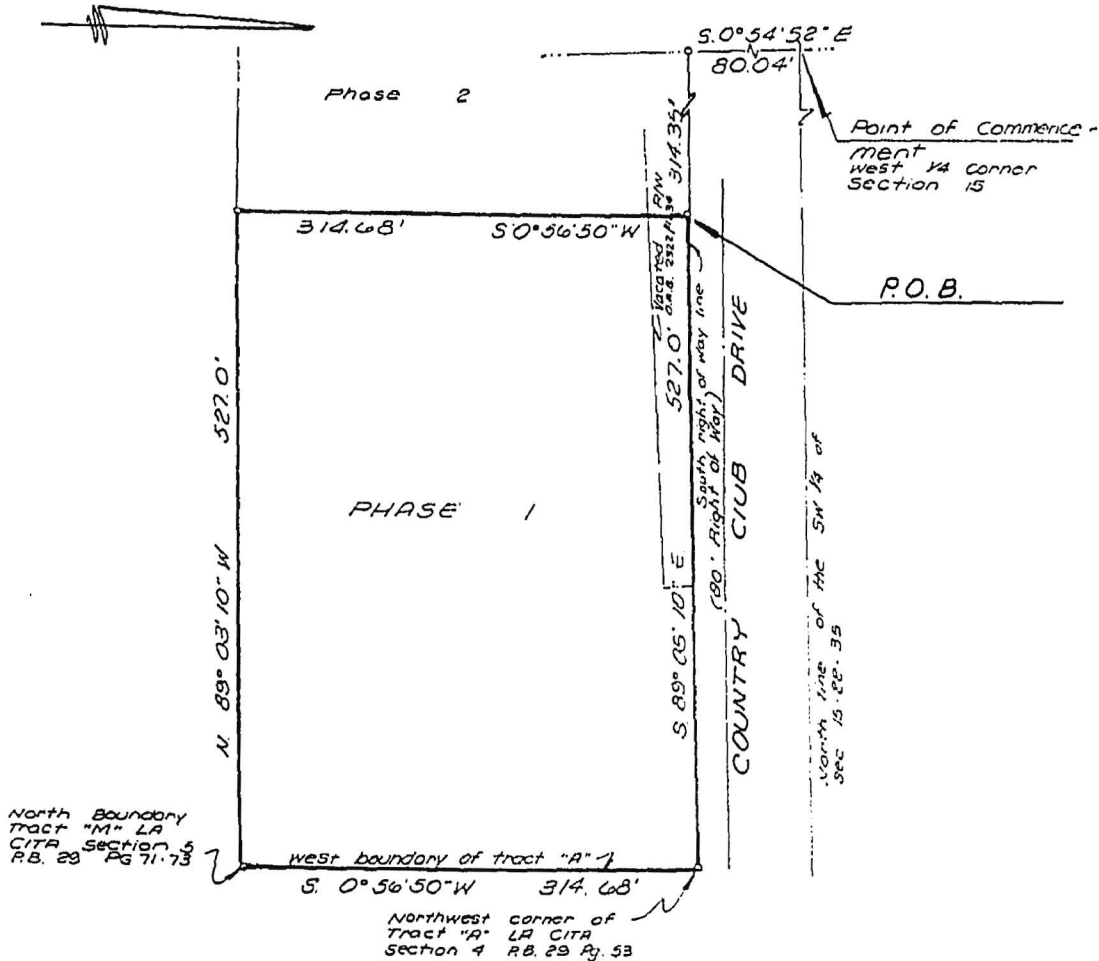 S. 0° 54' 52" E
80.04'
Phase 2
Point of Commence-
ment
west 1/4 corner
Section 15
314.35'
Vacated R/W
O.R.B. 2322
314.68' S 0° 56' 50" W
P.O.B.
527.0'
South right of way line
(80' Right of Way)
COUNTRY CLUB DRIVE
527.0'
N. 89° 03' 10" W
PHASE 1
S. 89° 05' 10" E
North line of the SW 1/4 of
Sec 15-22-35
North Boundary
Tract "M" LA
CITA Section 5
P.B. 29 PG 71-73
west boundary of tract "A"
S. 0° 56' 50" W 314.68'
Northwest corner of
Tract "A" LA CITA
Section 4 P.B. 29 Pg. 53